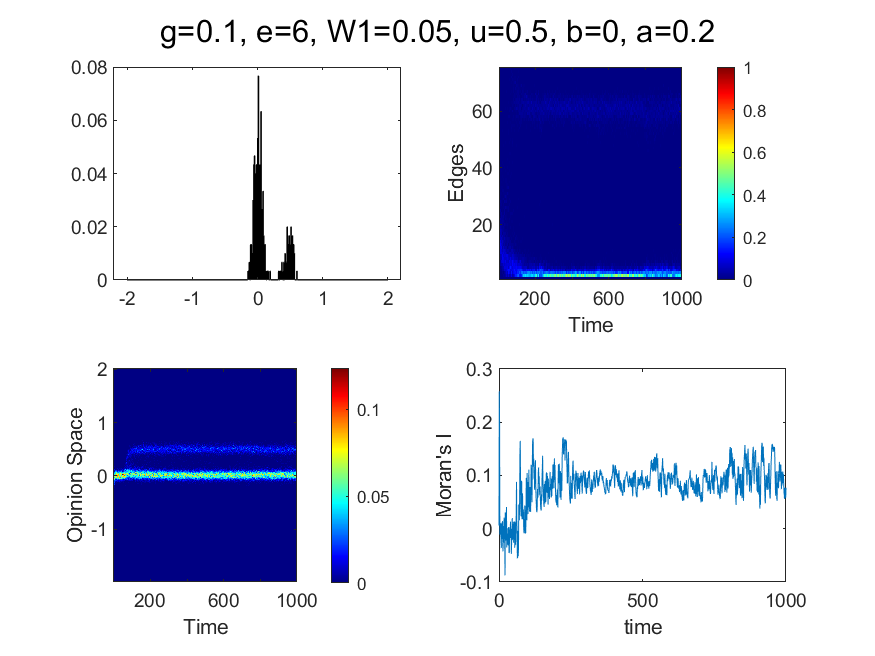 g=0.1, e=6, W1=0.05, u=0.5, b=0, a=0.2
0.08
0.06
0.04
0.02
0
-2 -1 0 1 2
60
40
20
Edges
200 600 1000
Time
1
0.8
0.6
0.4
0.2
0
2
1
0
-1
Opinion Space
200 600 1000
Time
0.1
0.05
0
0.3
0.2
0.1
0
-0.1
Moran's I
0 500 1000
time